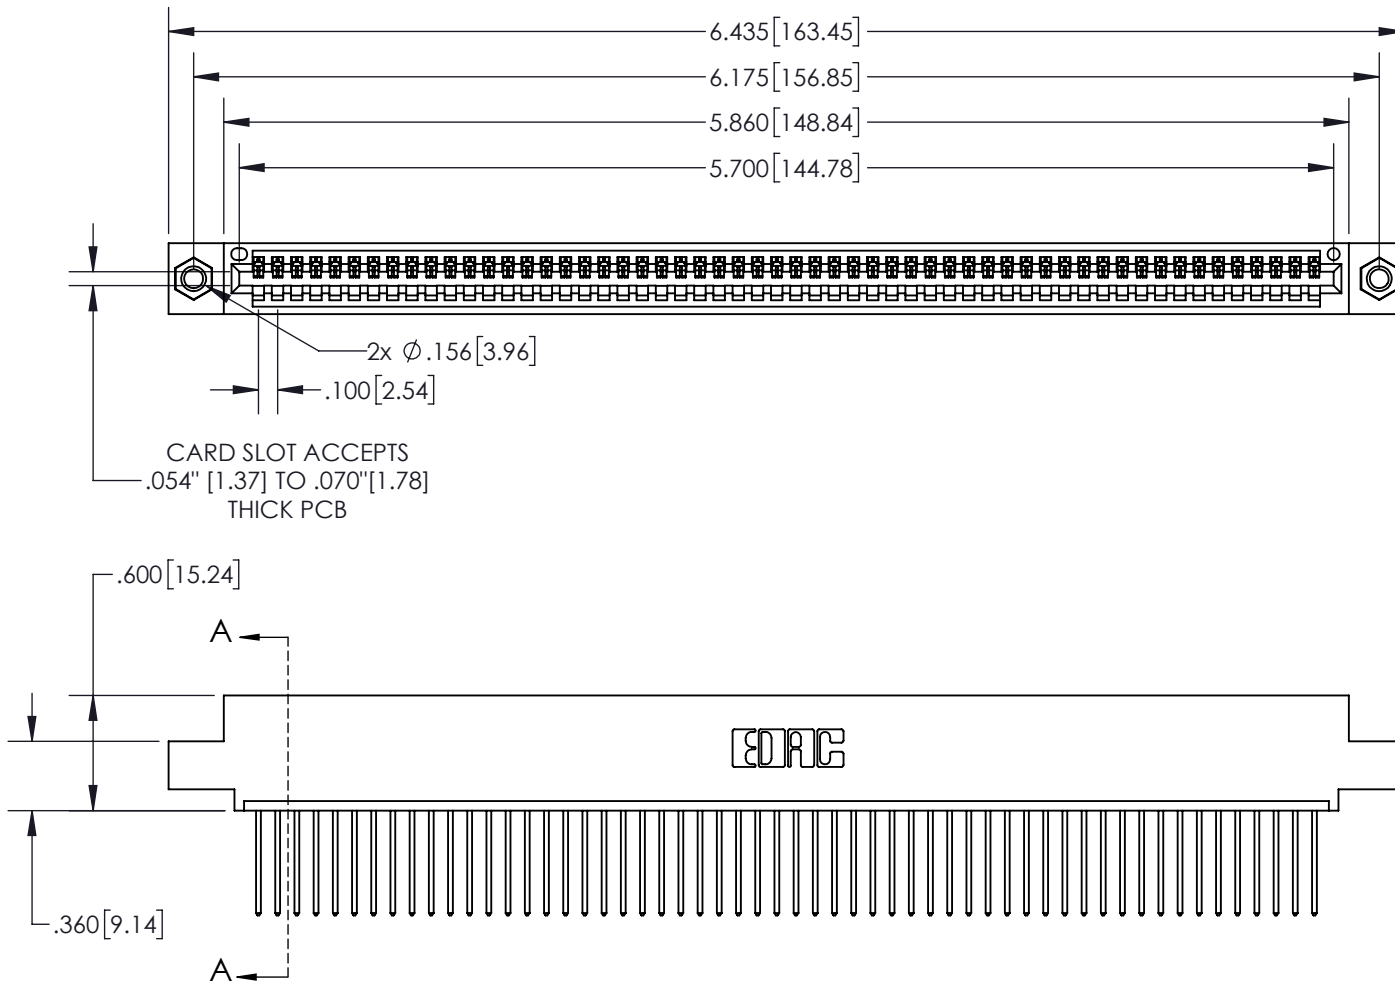 6.435[163.45]
6.175[156.85]
5.860[148.84]
5.700[144.78]
2x ∅.156[3.96]
.100[2.54]
CARD SLOT ACCEPTS
.054" [1.37] TO .070"[1.78]
THICK PCB
.600[15.24]
A
EDAC
.360[9.14]
A